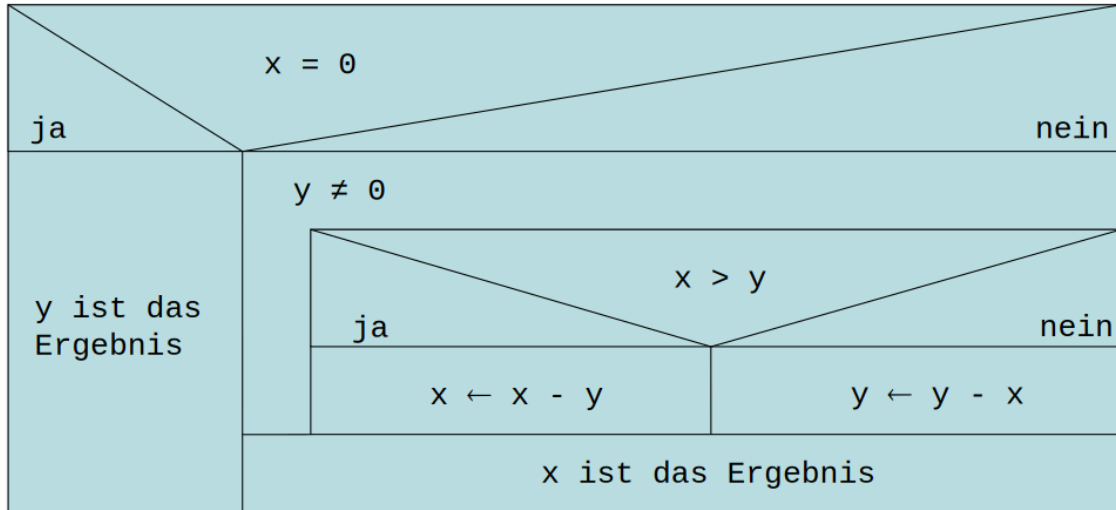 x = 0
ja
nein
y ≠ 0
x > y
ja
nein
y ist das
Ergebnis
x ← x - y
y ← y - x
x ist das Ergebnis